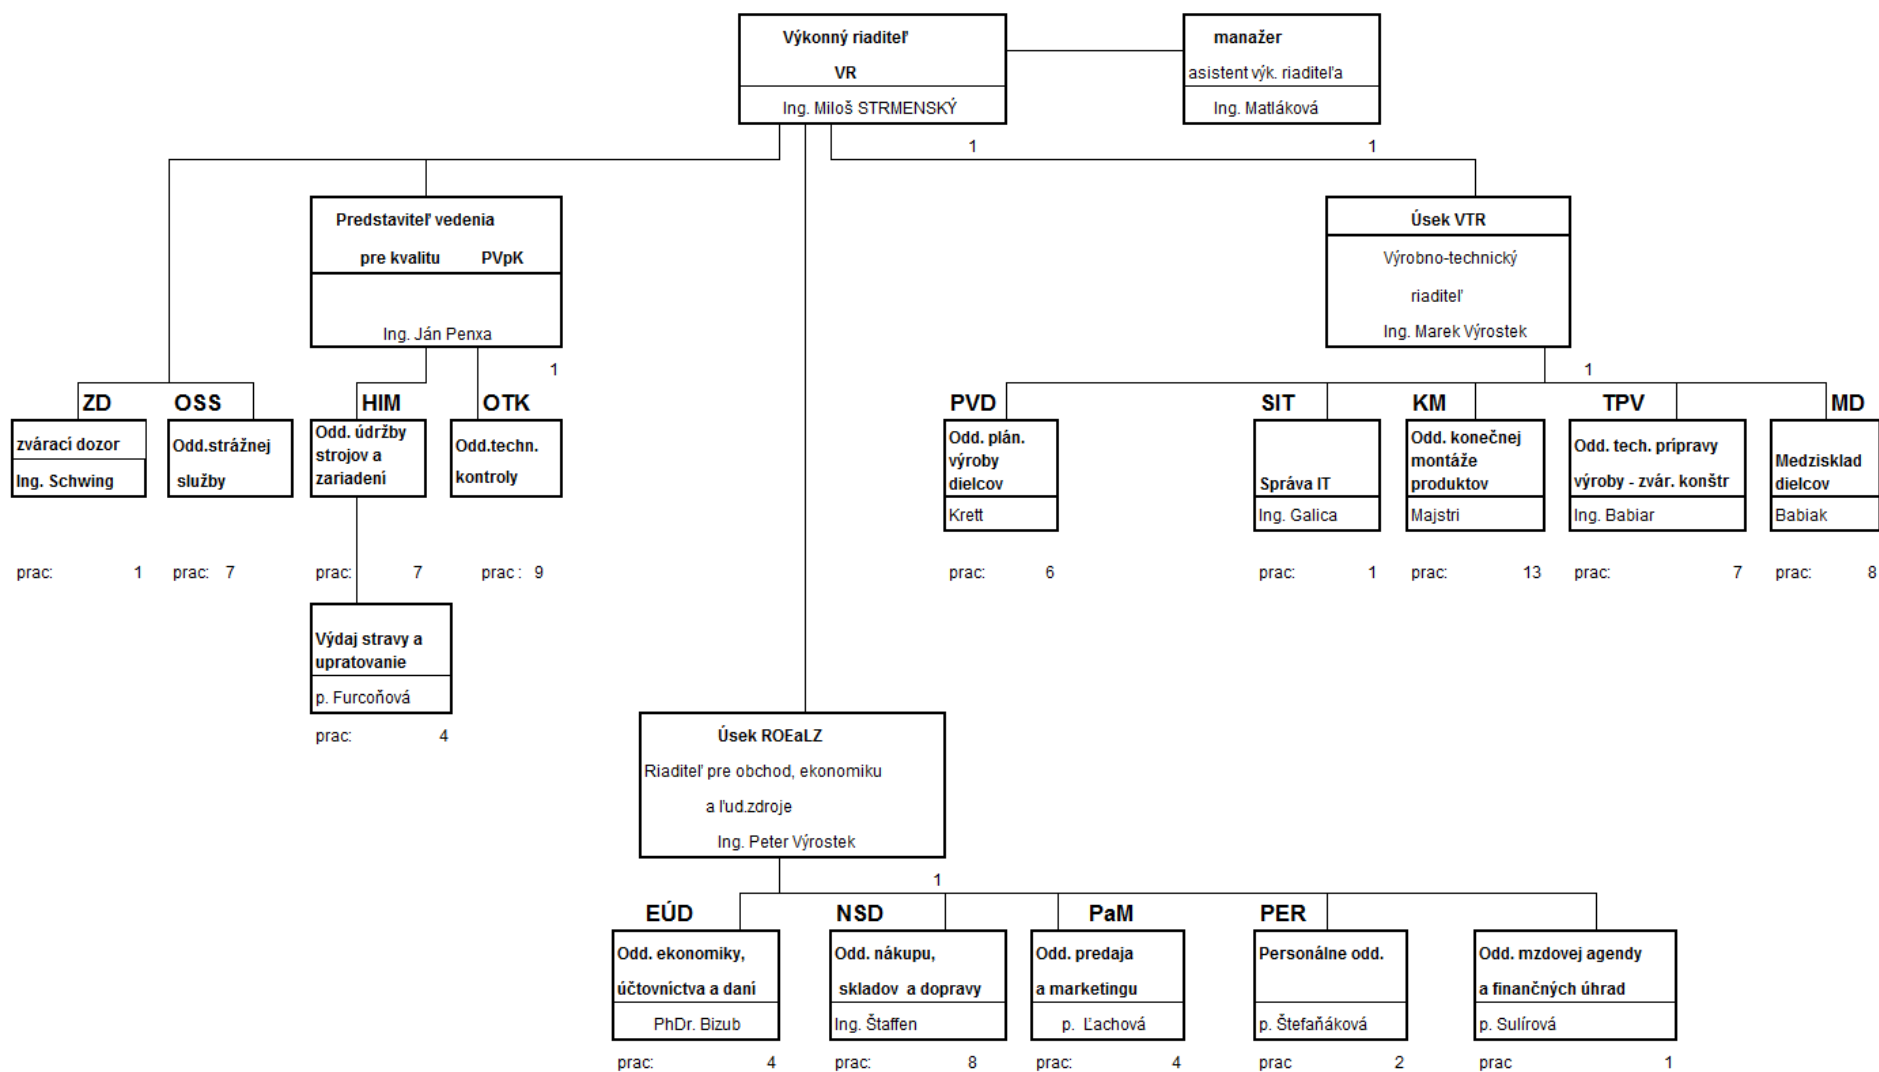 Výkonný riaditeľ
VR
Ing. Miloš STRMENSKÝ
1
manažer
asistent výk. riaditeľa
Ing. Matláková
1
Predstaviteľ vedenia
pre kvalitu PVpK
Ing. Ján Penxa
1
Úsek VTR
Výrobno-technický
riaditeľ
Ing. Marek Výrostek
1
ZD
zvárací dozor
Ing. Schwing
prac: 1
OSS
Odd.strážnej
služby
prac: 7
HIM
Odd. údržby
strojov a
zariadení
prac: 7
OTK
Odd.techn.
kontroly
prac : 9
PVD
Odd. plán.
výroby
dielcov
Krett
prac: 6
SIT
Správa IT
Ing. Galica
prac: 1
KM
Odd. konečnej
montáže
produktov
Majstri
prac: 13
TPV
Odd. tech. prípravy
výroby - zvár. konštr
Ing. Babiar
prac: 7
MD
Medzisklad
dielcov
Babiak
prac: 8
Výdaj stravy a
upratovanie
p. Furcoňová
prac: 4
Úsek ROEaLZ
Riaditeľ pre obchod, ekonomiku
a ľud.zdroje
Ing. Peter Výrostek
1
EÚD
Odd. ekonomiky,
účtovníctva a daní
PhDr. Bizub
prac: 4
NSD
Odd. nákupu,
skladov a dopravy
Ing. Štaffen
prac: 8
PaM
Odd. predaja
a marketingu
p. Ľachová
prac: 4
PER
Personálne odd.
p. Štefaňáková
prac 2
Odd. mzdovej agendy
a finančných úhrad
p. Sulírová
prac 1